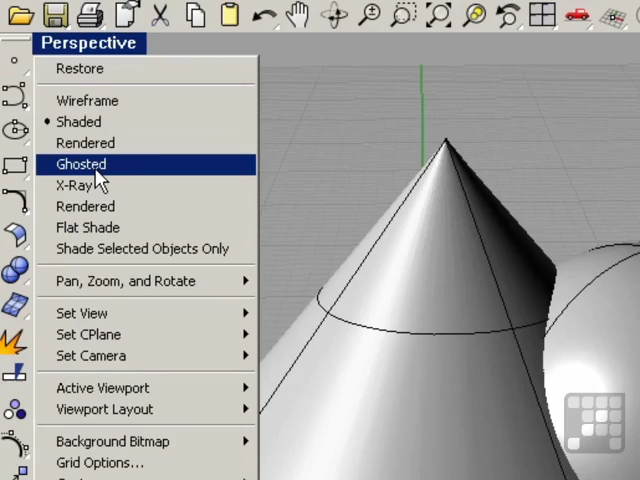 Perspective
Restore
Wireframe
Shaded
Rendered
Ghosted
X-Ray
Rendered
Flat Shade
Shade Selected Objects Only
Pan, Zoom, and Rotate
Set View
Set CPlane
Set Camera
Active Viewport
Viewport Layout
Background Bitmap
Grid Options...